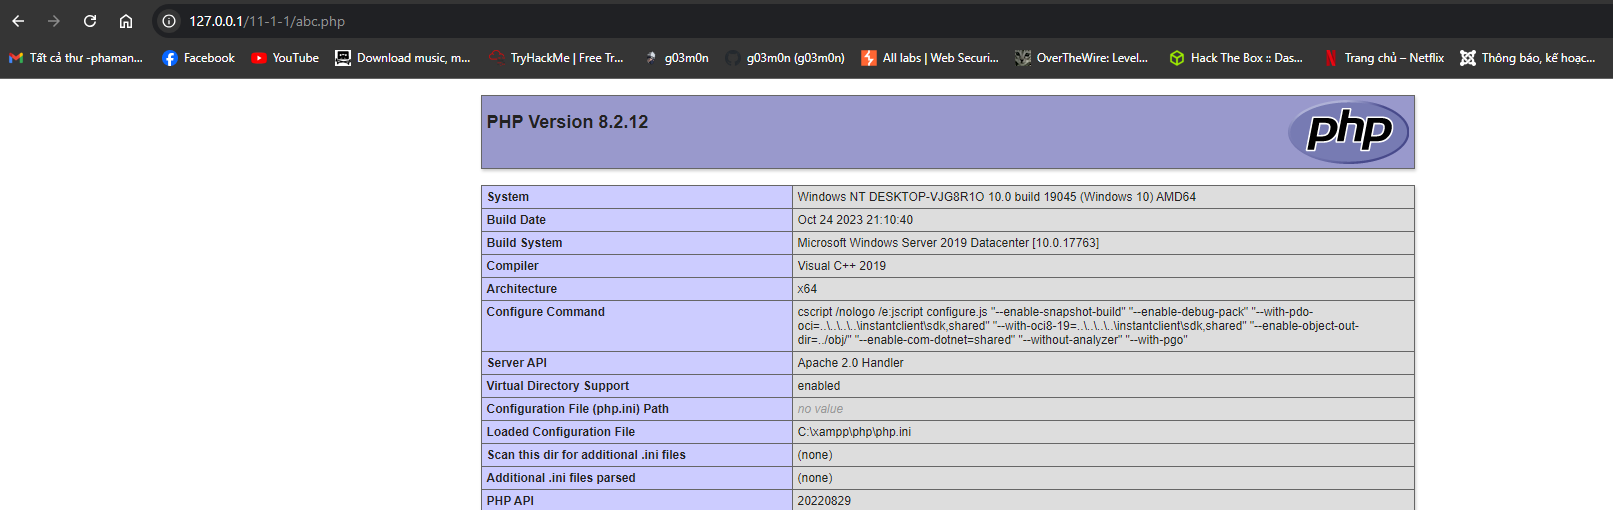 127.0.0.1/11-1-1/abc.php
Tất cả thư -phaman... Facebook YouTube Download music, m... TryHackMe | Free Tr... g03m0n g03m0n (g03m0n) All labs | Web Securi... OverTheWire: Level... Hack The Box :: Das... Trang chủ – Netflix Thông báo, kế hoạc...
PHP Version 8.2.12
php
System Windows NT DESKTOP-VJG8R1O 10.0 build 19045 (Windows 10) AMD64
Build Date Oct 24 2023 21:10:40
Build System Microsoft Windows Server 2019 Datacenter [10.0.17763]
Compiler Visual C++ 2019
Architecture x64
Configure Command cscript /nologo /e:jscript configure.js "--enable-snapshot-build" "--enable-debug-pack" "--with-pdo-
oci=..\..\..\..\instantclient\sdk,shared" "--with-oci8-19=..\..\..\..\instantclient\sdk,shared" "--enable-object-out-
dir=../obj/" "--enable-com-dotnet=shared" "--without-analyzer" "--with-pgo"
Server API Apache 2.0 Handler
Virtual Directory Support enabled
Configuration File (php.ini) Path no value
Loaded Configuration File C:\xampp\php\php.ini
Scan this dir for additional .ini files (none)
Additional .ini files parsed (none)
PHP API 20220829